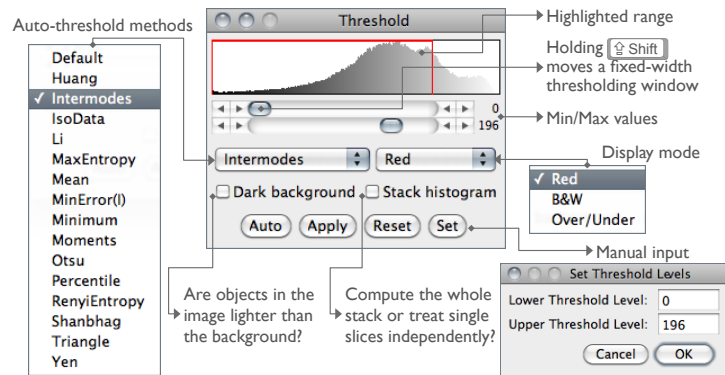 Auto-threshold methods
Default
Huang
✓ Intermodes
IsoData
Li
MaxEntropy
Mean
MinError(I)
Minimum
Moments
Otsu
Percentile
RenyiEntropy
Shanbhag
Triangle
Yen
Threshold
0
196
Intermodes
Red
Dark background
Stack histogram
Auto
Apply
Reset
Set
Highlighted range
Holding ⇧ Shift
moves a fixed-width
thresholding window
Min/Max values
Display mode
✓ Red
B&W
Over/Under
Manual input
Are objects in the
image lighter than
the background?
Compute the whole
stack or treat single
slices independently?
Set Threshold Levels
Lower Threshold Level: 0
Upper Threshold Level: 196
Cancel
OK